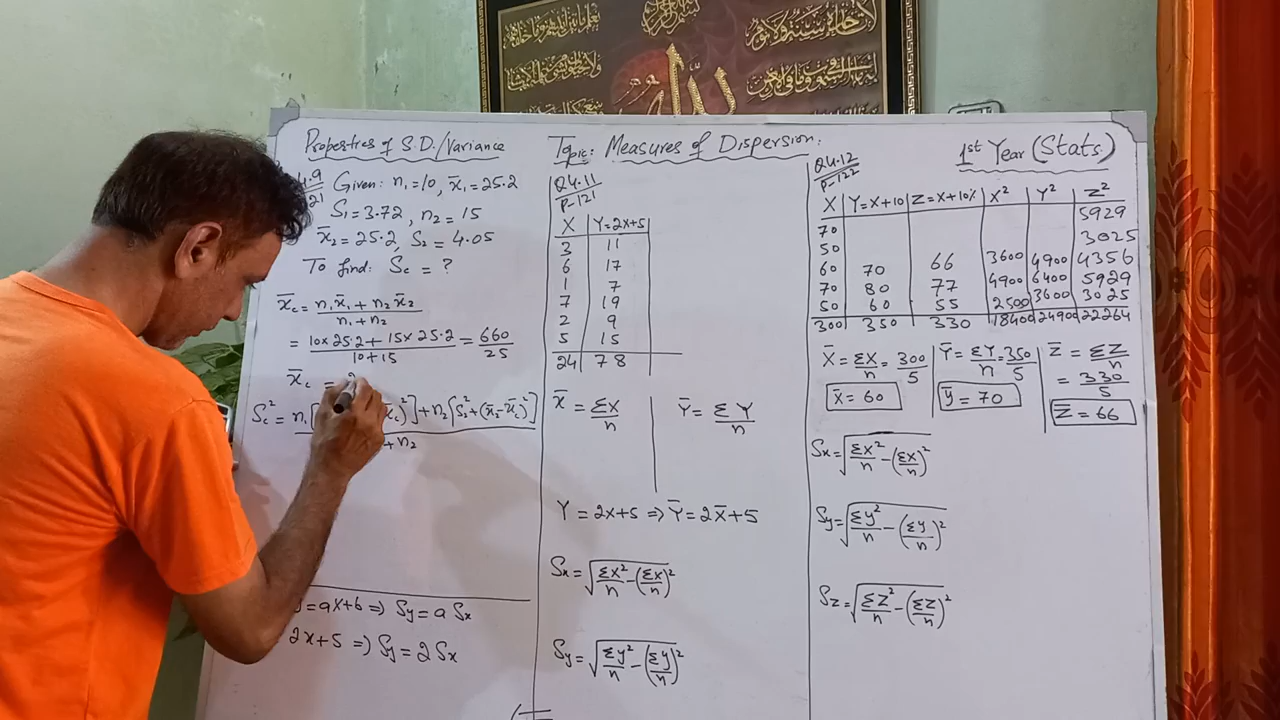 Properties of S.D./Variance
Topic: Measures of Dispersion.
1st Year (Stats.)
4.9
121
Given: n₁=10, x̄₁=25.2
S₁=3.72, n₂=15
x̄₂=25.2, S₂=4.05
To find: S꜀ = ?
x̄꜀ = n₁x̄₁ + n₂x̄₂
n₁+n₂
= 10×25.2 + 15×25.2 = 660
10+15 25
x̄꜀ =
S꜀² = n₁[ x̄꜀)²] + n₂[S₂²+(x̄₂-x̄꜀)²]
+ n₂
= ax+b ⇒ Sy = a Sx
2x+5 ⇒ Sy = 2Sx
Q4.11
P-121
X Y=2X+5
3 11
6 17
1 7
7 19
2 9
5 15
24 78
x̄ = ΣX Ȳ = ΣY
n n
Y = 2X+5 ⇒ Ȳ=2X̄+5
Sx = √ΣX²/n - (ΣX/n)²
Sy = √Σy²/n - (Σy/n)²
Q4.12
P-122
X Y=X+10 Z=X+10% X² Y² Z²
70 5929
50 3025
60 70 66 3600 4900 4356
70 80 77 4900 6400 5929
50 60 55 2500 3600 3025
300 350 330 18400 24900 22264
X̄ = ΣX/n = 300/5
X̄ = 60
Ȳ = ΣY/n = 350/5
ȳ = 70
Z̄ = ΣZ/n
= 330/5
Z̄ = 66
Sx = √ΣX²/n - (ΣX/n)²
Sy = √Σy²/n - (Σy/n)²
Sz = √ΣZ²/n - (ΣZ/n)²